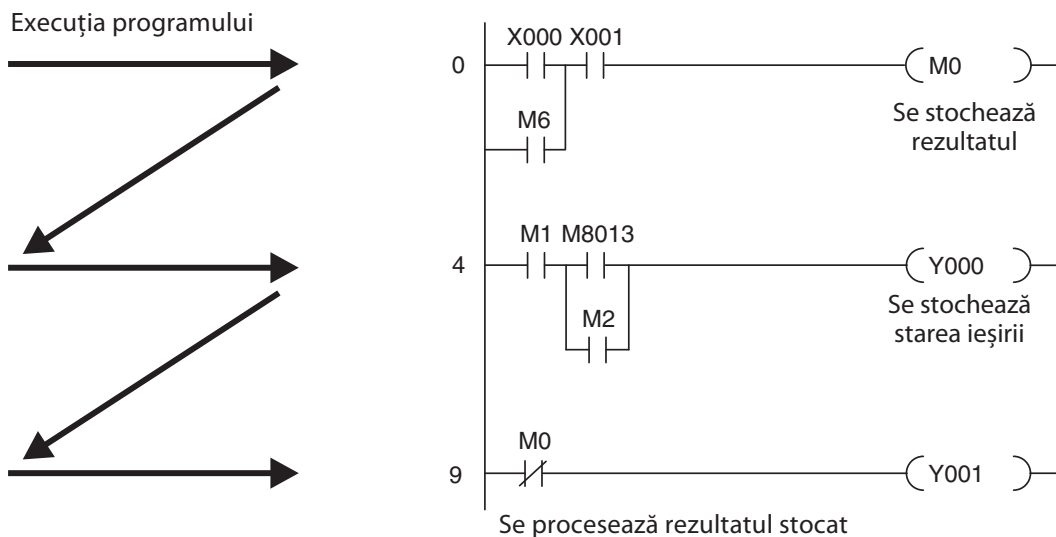 Execuția programului
X000 X001
0
M0
M6
Se stochează
rezultatul
M1 M8013
4
Y000
M2
Se stochează
starea ieșirii
M0
9
Y001
Se procesează rezultatul stocat